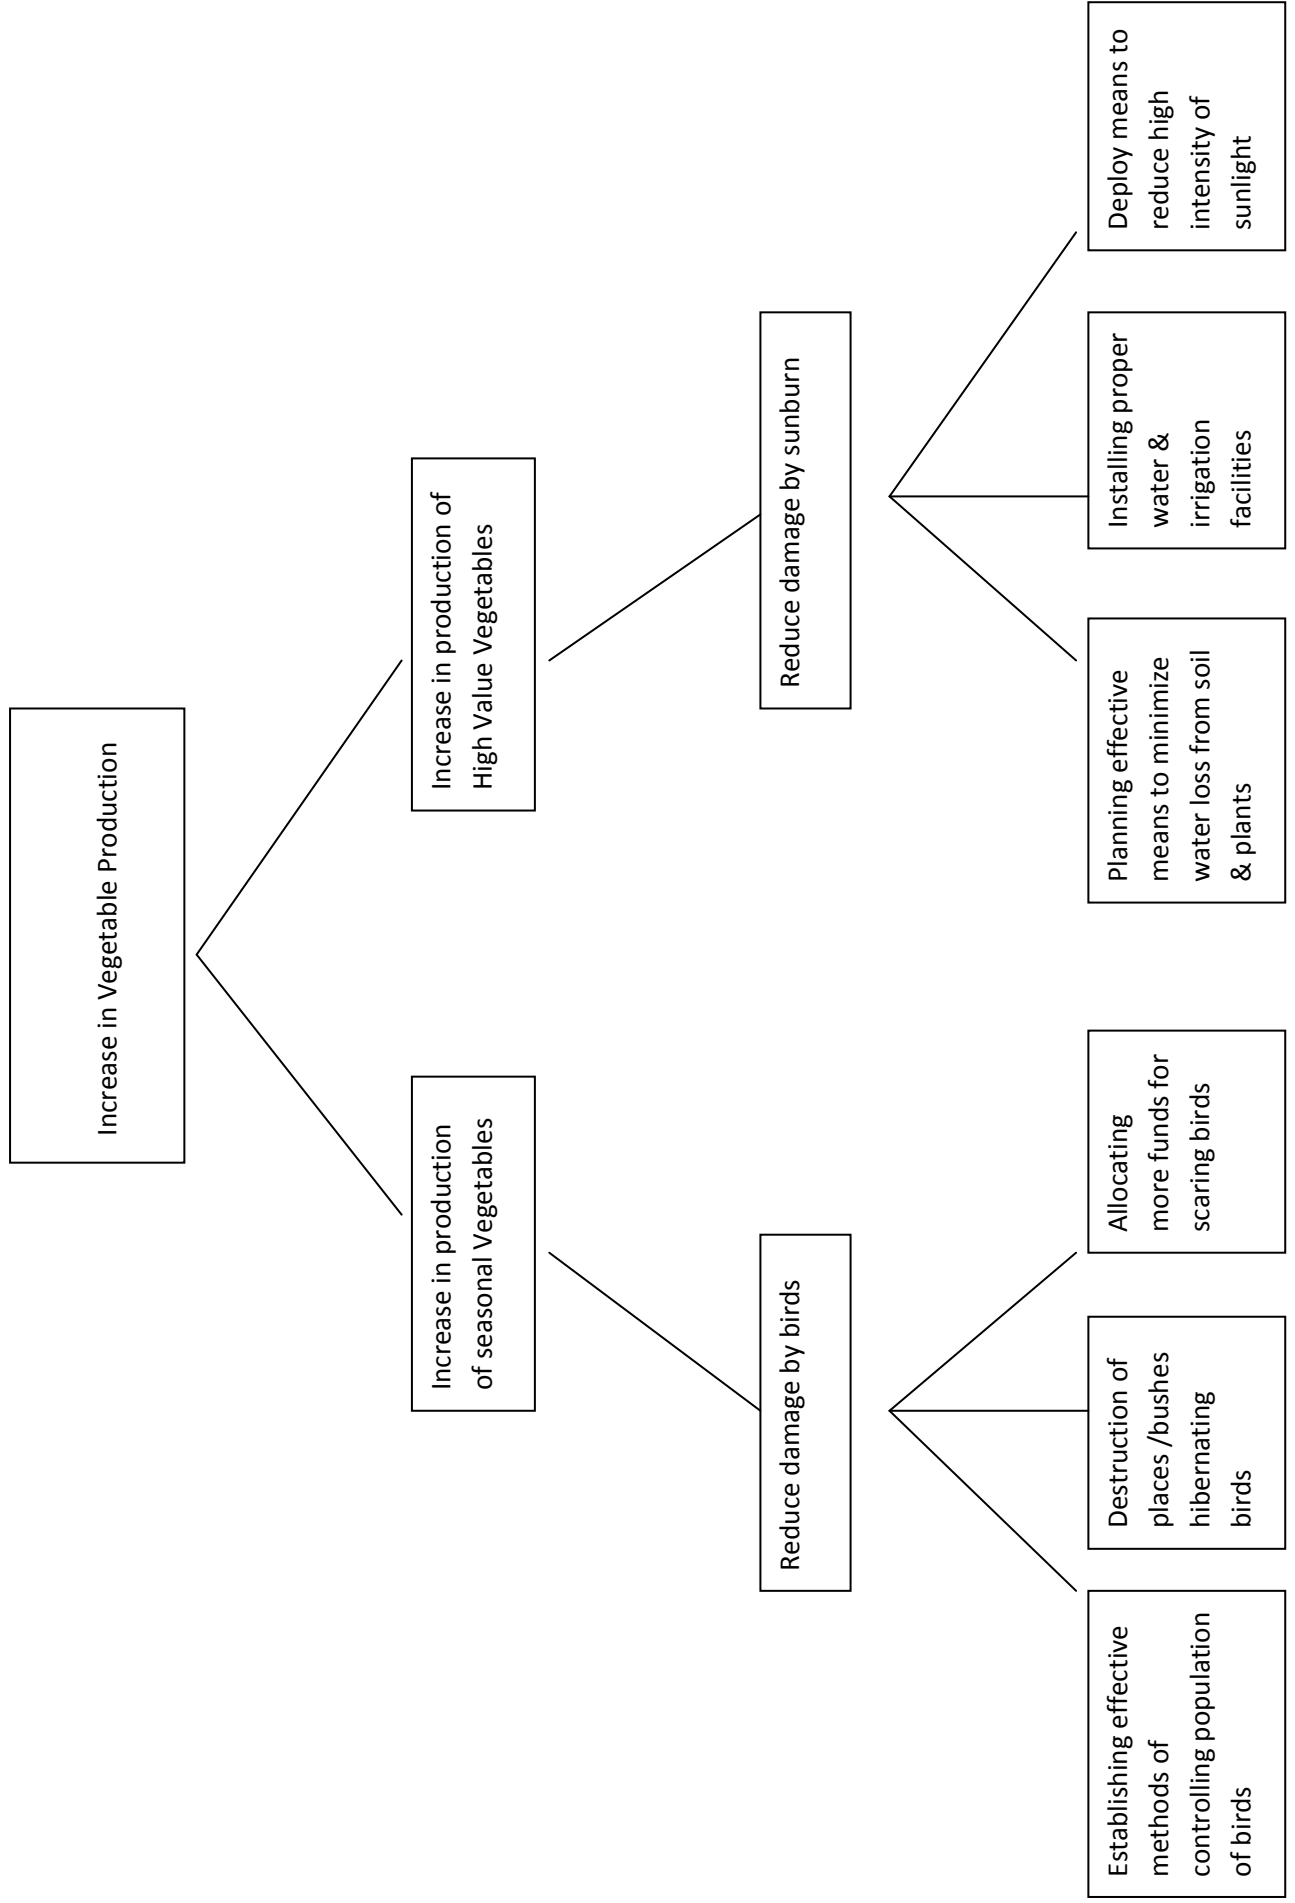 Increase in Vegetable Production
Increase in production
of seasonal Vegetables
Increase in production of
High Value Vegetables
Reduce damage by birds
Reduce damage by sunburn
Establishing effective
methods of
controlling population
of birds
Destruction of
places /bushes
hibernating
birds
Allocating
more funds for
scaring birds
Planning effective
means to minimize
water loss from soil
& plants
Installing proper
water &
irrigation
facilities
Deploy means to
reduce high
intensity of
sunlight